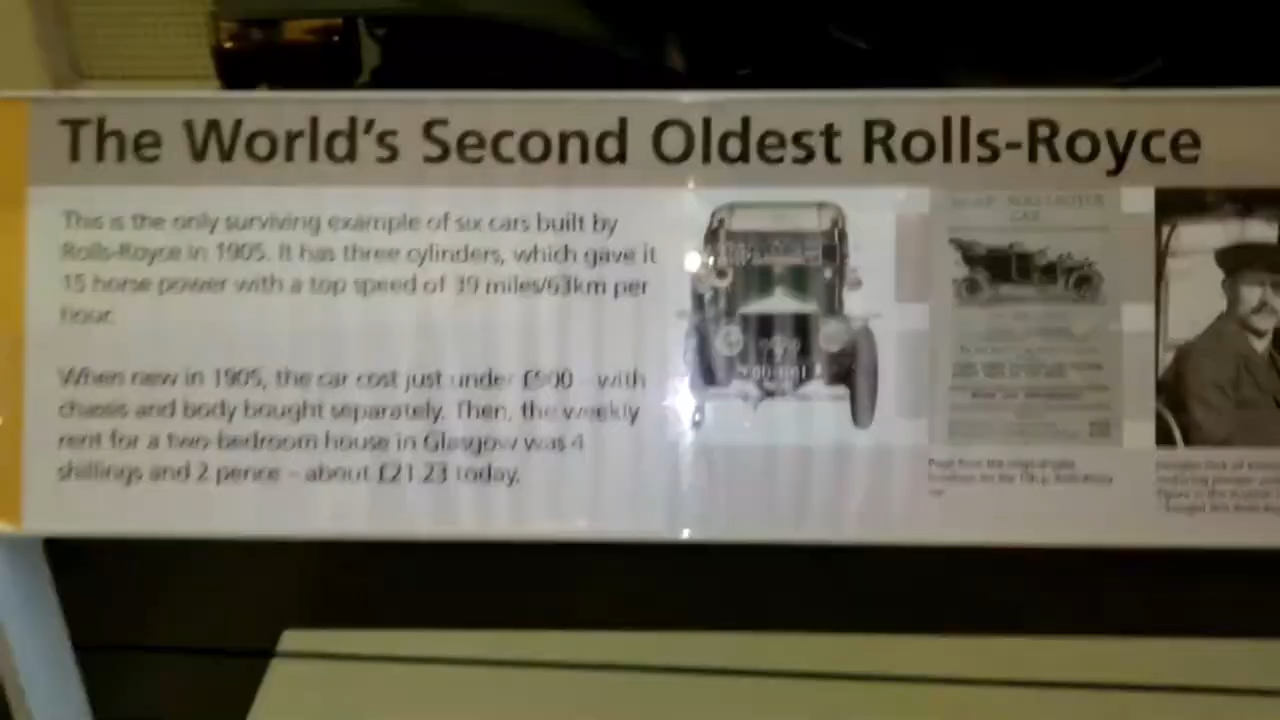 The World's Second Oldest Rolls-Royce
This is the only surviving example of six cars built by
Rolls-Royce in 1905. It has three cylinders, which gave it
15 horse power with a top speed of 39 miles/63km per
hour.
When new in 1905, the car cost just under £500 - with
chassis and body bought separately. Then, the weekly
rent for a two-bedroom house in Glasgow was 4
shillings and 2 pence – about £21.23 today.